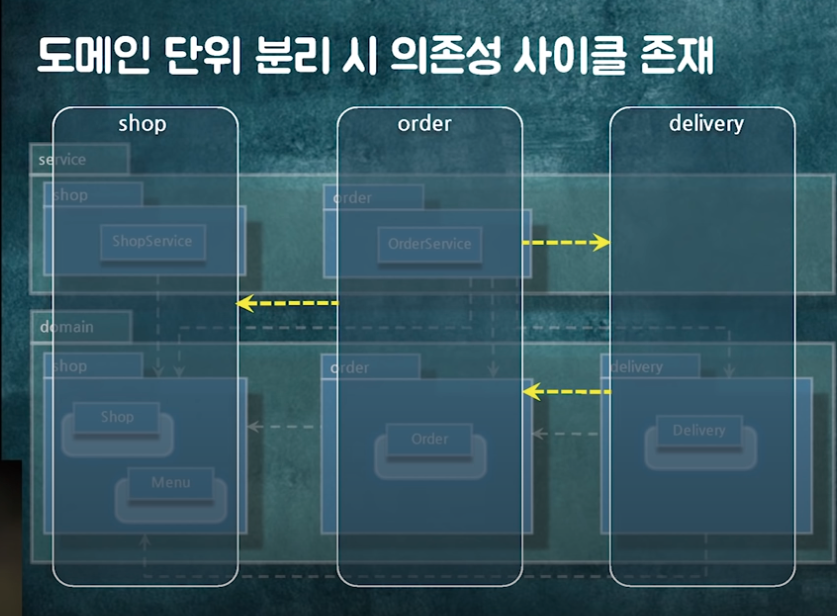 도메인 단위 분리 시 의존성 사이클 존재
shop
order
delivery
service
shop
order
ShopService
OrderService
domain
shop
order
delivery
Shop
Order
Delivery
Menu